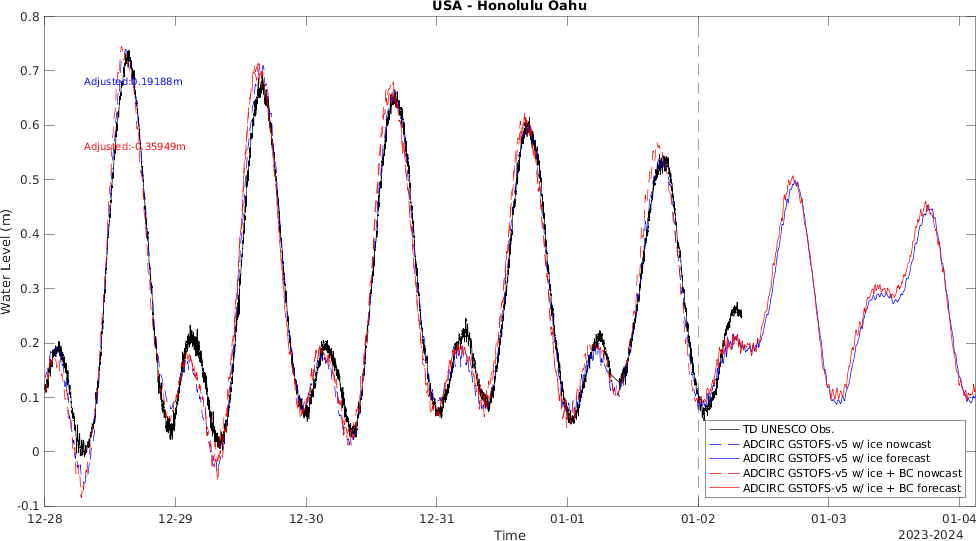 USA - Honolulu Oahu
0.8
0.7
0.6
0.5
0.4
0.3
0.2
0.1
0
-0.1
Water Level (m)
Adjusted:0.19188m
Adjusted:-0.35949m
TD UNESCO Obs.
ADCIRC GSTOFS-v5 w/ ice nowcast
ADCIRC GSTOFS-v5 w/ ice forecast
ADCIRC GSTOFS-v5 w/ ice + BC nowcast
ADCIRC GSTOFS-v5 w/ ice + BC forecast
12-28 12-29 12-30 12-31 01-01 01-02 01-03 01-04
Time
2023-2024